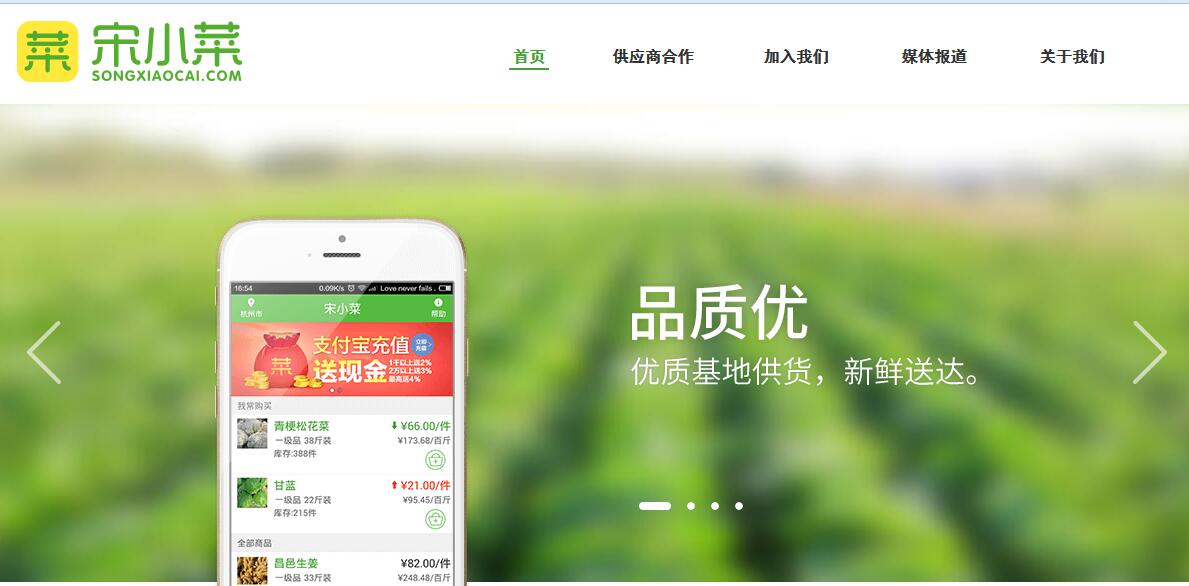 菜 宋小菜
SONGXIAOCAI.COM
首页 供应商合作 加入我们 媒体报道 关于我们
16:54 0.09K/s Love never fails .
杭州市 宋小菜 帮助
支付宝充值 立即充值
菜 送现金
1千以上送2%
2万以上送3%
最高送4%
我常购买
青梗松花菜 ¥66.00/件
一级品 38斤装 ¥173.68/百斤
库存:388件
甘蓝 ¥21.00/件
一级品 22斤装 ¥95.45/百斤
库存:215件
全部商品
昌邑生姜 ¥82.00/件
一级品 33斤装 ¥248.48/百斤
品质优
优质基地供货，新鲜送达。